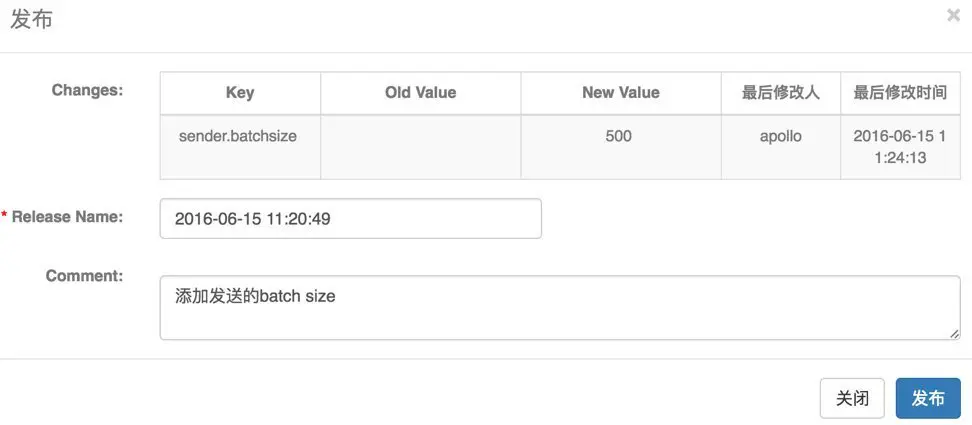 发布
×
Changes:
Key Old Value New Value 最后修改人 最后修改时间
sender.batchsize 500 apollo 2016-06-15 1
1:24:13
* Release Name: 2016-06-15 11:20:49
Comment:
添加发送的batch size
关闭 发布